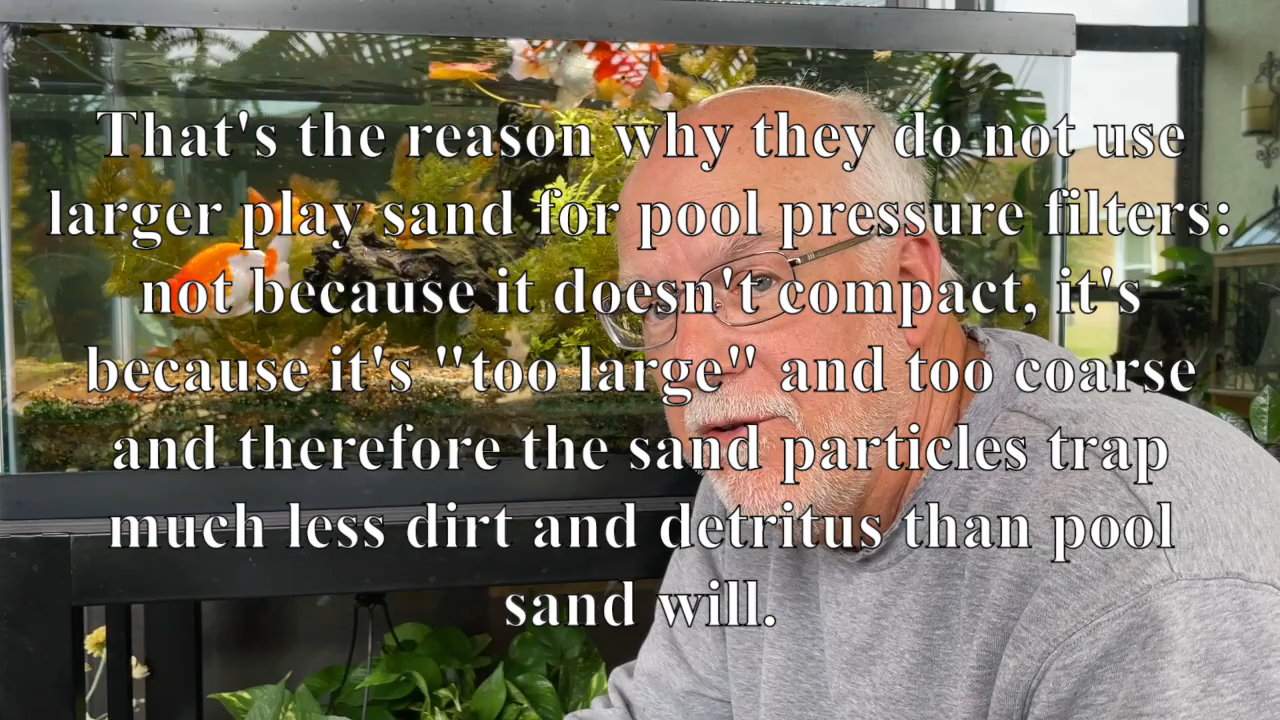 That's the reason why they do not use
larger play sand for pool pressure filters:
not because it doesn't compact, it's
because it's "too large" and too coarse
and therefore the sand particles trap
much less dirt and detritus than pool
sand will.